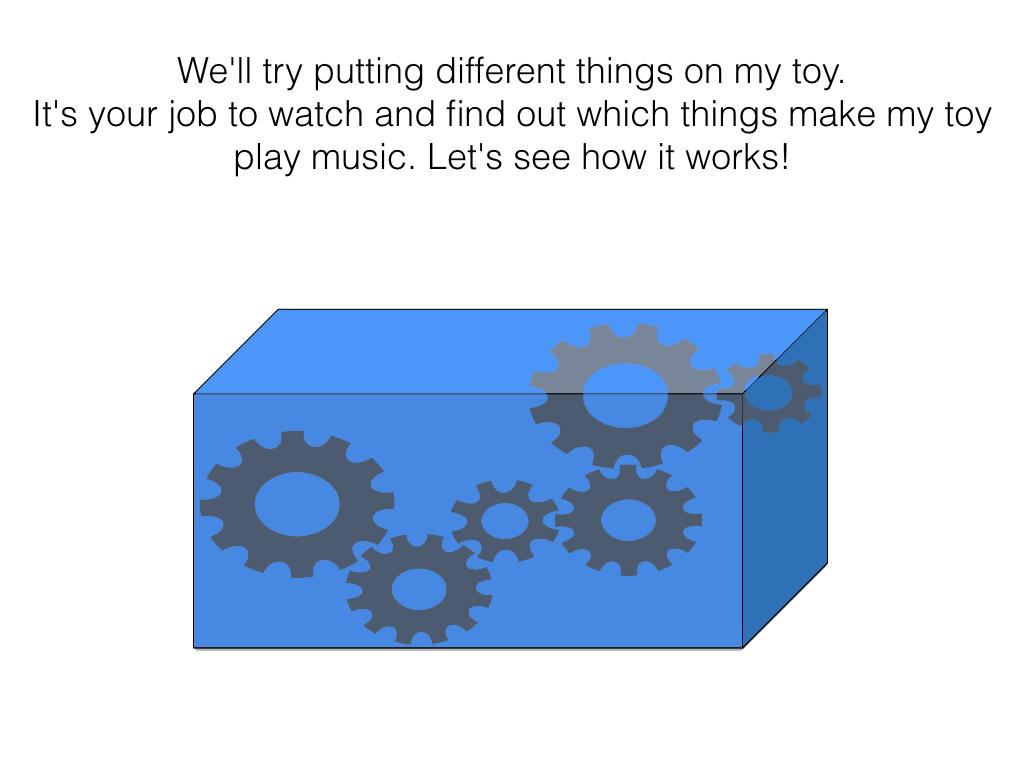 We'll try putting different things on my toy.
It's your job to watch and find out which things make my toy
play music. Let's see how it works!